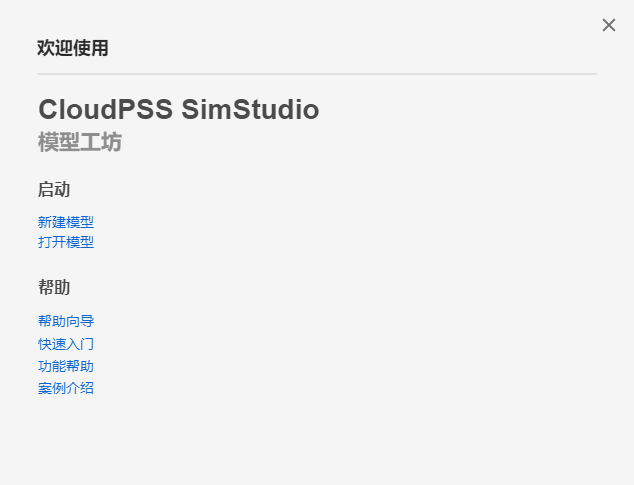 欢迎使用
CloudPSS SimStudio
模型工坊
启动
新建模型
打开模型
帮助
帮助向导
快速入门
功能帮助
案例介绍